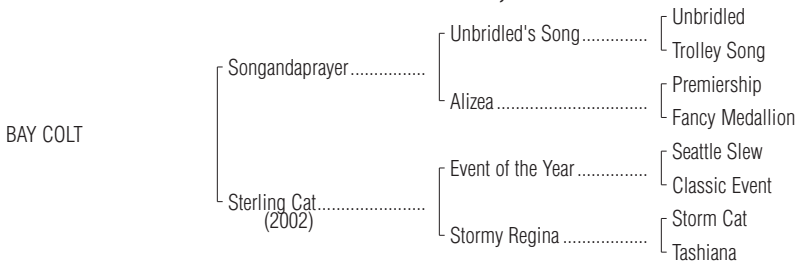 Unbridled
Unbridled's Song..............
Trolley Song
Songandaprayer................
Premiership
Alizea................................
Fancy Medallion
BAY COLT
Seattle Slew
Event of the Year...............
Classic Event
Sterling Cat.......................
(2002)
Storm Cat
Stormy Regina..................
Tashiana